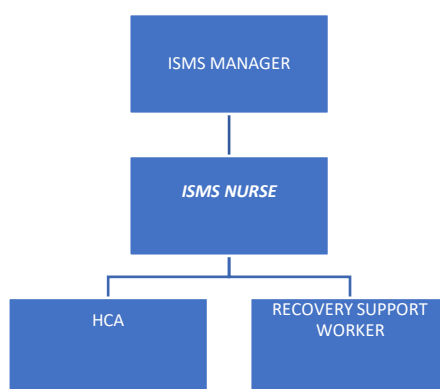 ISMS MANAGER
ISMS NURSE
HCA
RECOVERY SUPPORT
WORKER